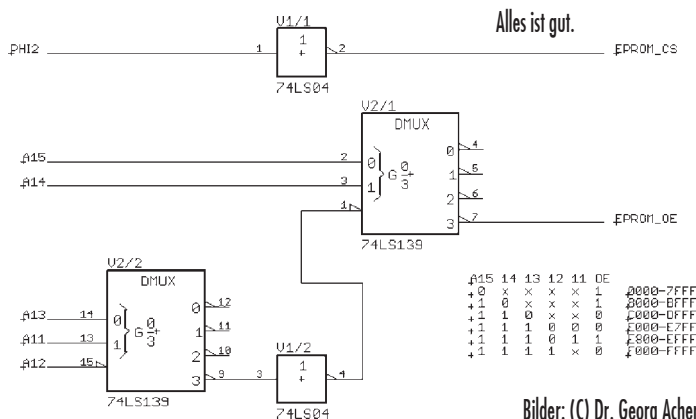 Alles ist gut.
V1/1
PHI2 1 1 2 EPROM_CS
74LS04
V2/1
DMUX
A15 2 0 G 0/3 0 4
A14 3 1 1 5
2 6
1 3 7 EPROM_OE
74LS139
V2/2
DMUX
A13 14 0 G 0/3 0 12
A11 13 1 1 11
A12 15 2 10
3 9
74LS139
V1/2
3 1 4
74LS04
A15 14 13 12 11 OE
0 x x x x 1 0000-7FFF
1 0 x x x 1 8000-BFFF
1 1 0 x x 0 C000-DFFF
1 1 1 0 0 0 E000-E7FF
1 1 1 0 1 1 E800-EFFF
1 1 1 1 x 0 F000-FFFF
Bilder: (C) Dr. Georg Acher